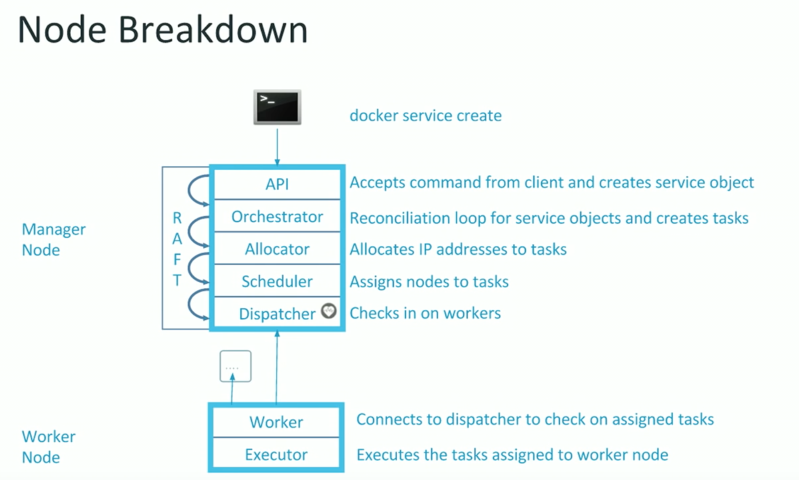 Node Breakdown
>_
docker service create
API
Accepts command from client and creates service object
Manager
Node
R
A
F
T
Orchestrator
Reconciliation loop for service objects and creates tasks
Allocator
Allocates IP addresses to tasks
Scheduler
Assigns nodes to tasks
Dispatcher
Checks in on workers
....
Worker
Node
Worker
Connects to dispatcher to check on assigned tasks
Executor
Executes the tasks assigned to worker node